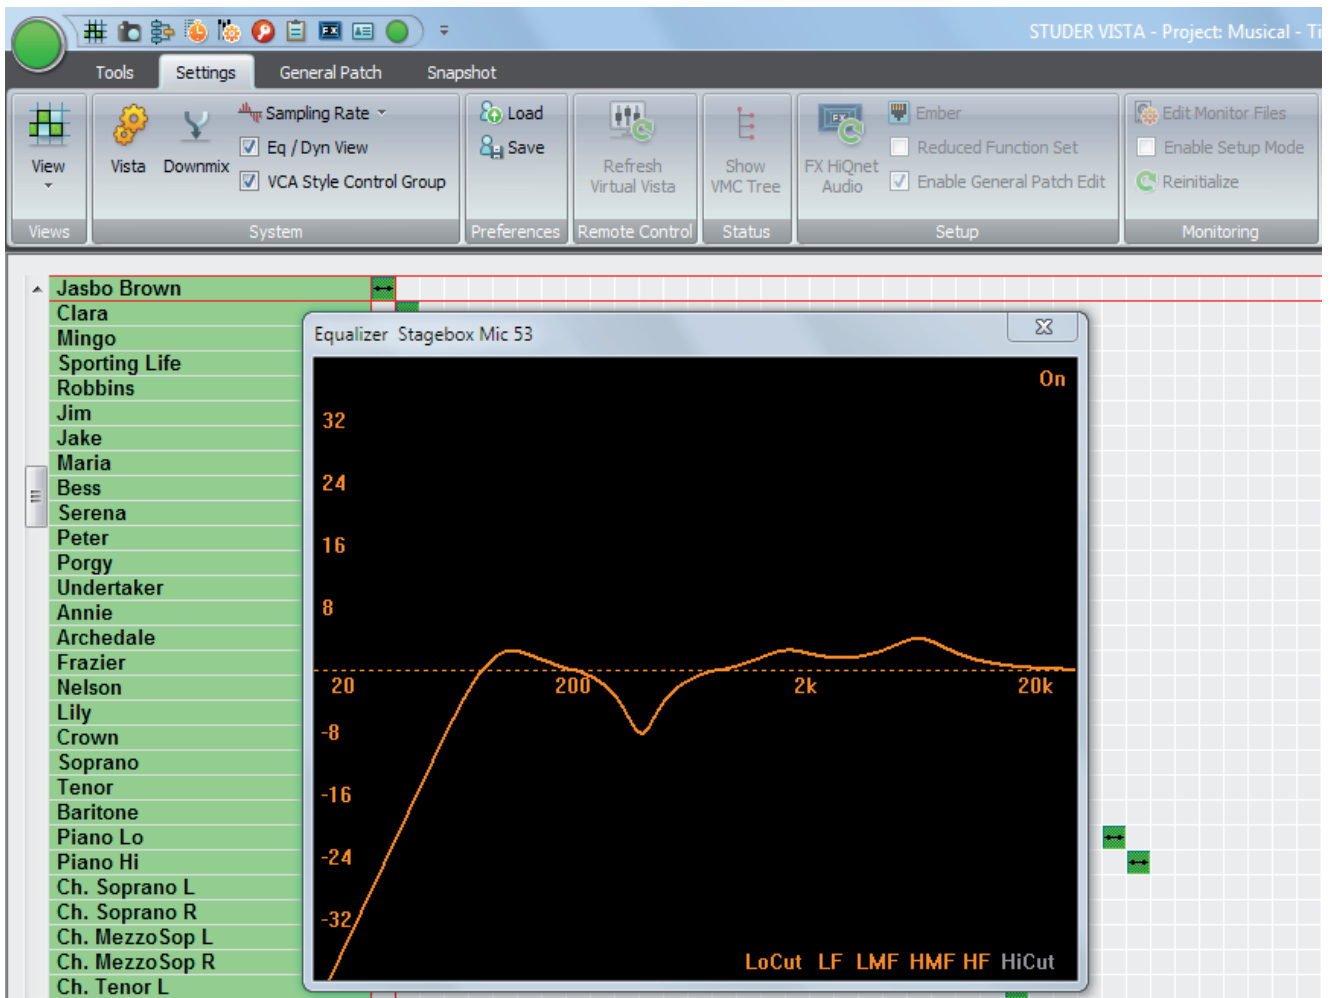 STUDER VISTA - Project: Musical - Ti
Tools Settings General Patch Snapshot
View
Views
Vista Downmix
Sampling Rate
Eq / Dyn View
VCA Style Control Group
System
Load
Save
Preferences
Refresh
Virtual Vista
Remote Control
Show
VMC Tree
Status
FX
FX HiQnet
Audio
Ember
Reduced Function Set
Enable General Patch Edit
Setup
Edit Monitor Files
Enable Setup Mode
Reinitialize
Monitoring
Jasbo Brown
Clara
Mingo
Sporting Life
Robbins
Jim
Jake
Maria
Bess
Serena
Peter
Porgy
Undertaker
Annie
Archedale
Frazier
Nelson
Lily
Crown
Soprano
Tenor
Baritone
Piano Lo
Piano Hi
Ch. Soprano L
Ch. Soprano R
Ch. MezzoSop L
Ch. MezzoSop R
Ch. Tenor L
Equalizer Stagebox Mic 53
On
32
24
16
8
20 200 2k 20k
-8
-16
-24
-32
LoCut LF LMF HMF HF HiCut